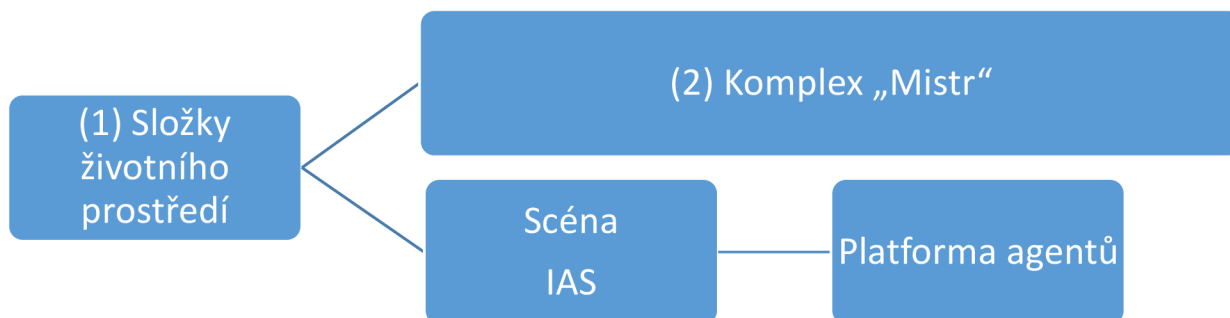 (2) Komplex „Mistr“
(1) Složky
životního
prostředí
Scéna
IAS
Platforma agentů